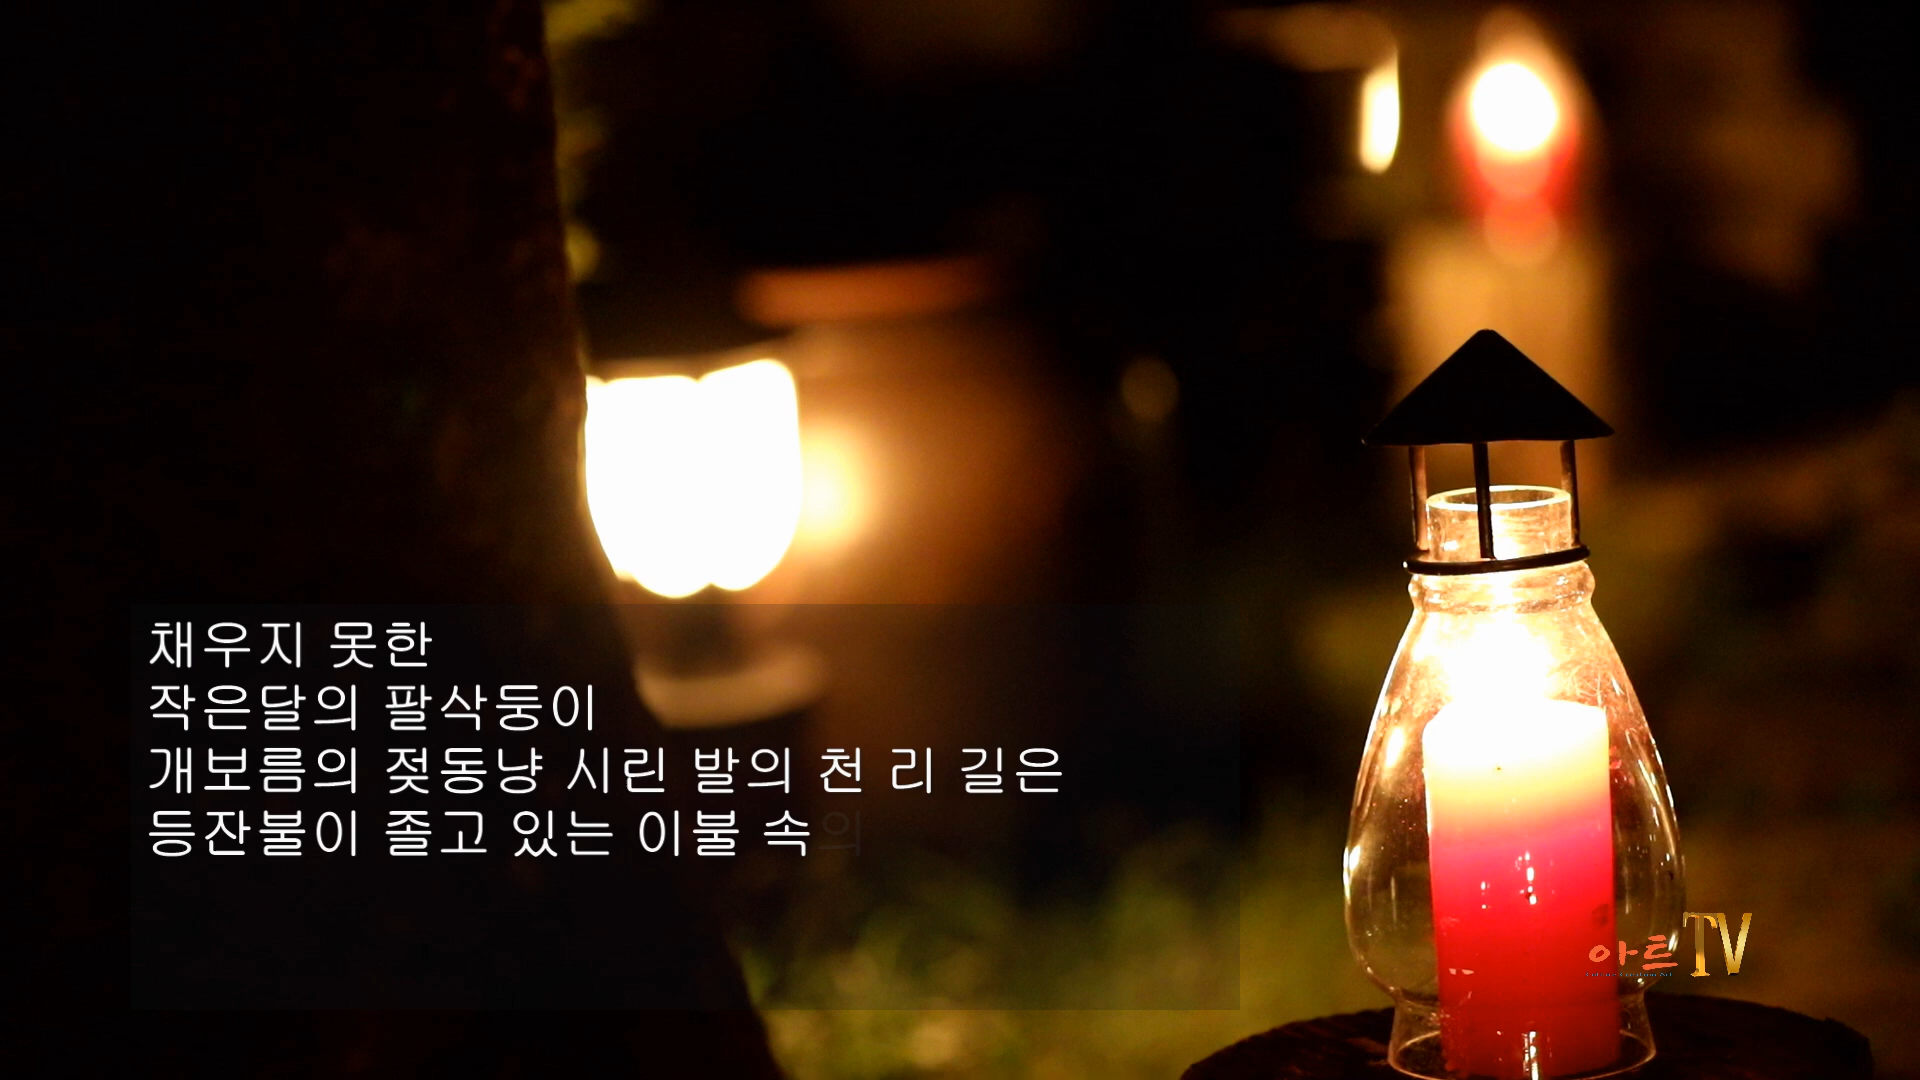 채우지 못한
작은달의 팔삭둥이
개보름의 젖동냥 시린 발의 천 리 길은
등잔불이 졸고 있는 이불 속의
아트TV